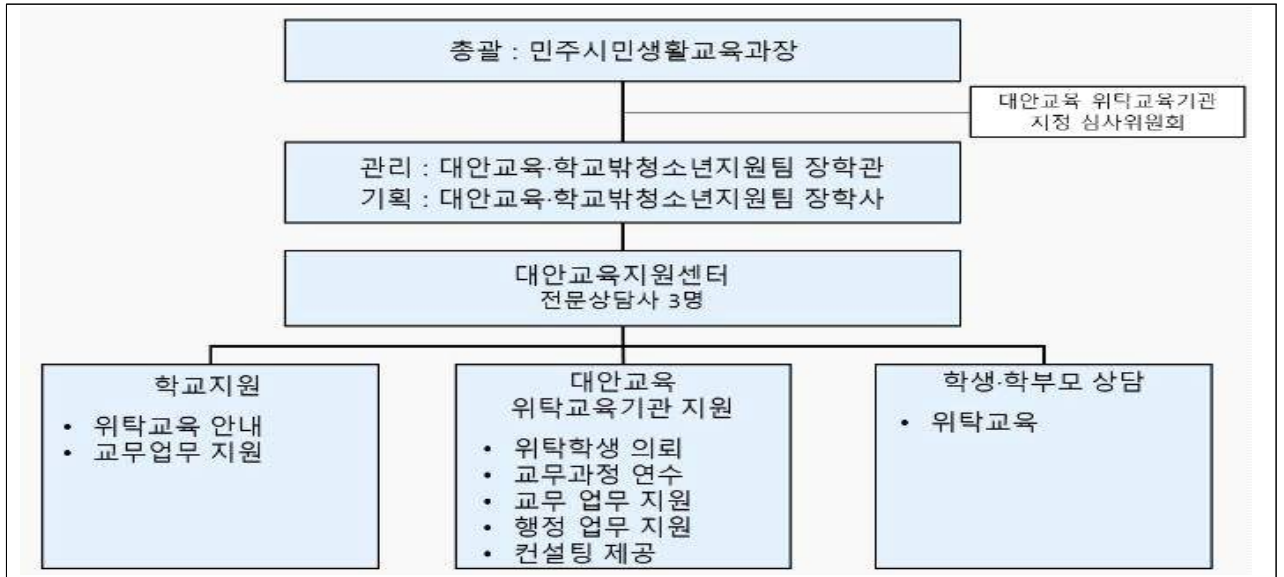 총괄 : 민주시민생활교육과장
대안교육 위탁교육기관
지정 심사위원회
관리 : 대안교육·학교밖청소년지원팀 장학관
기획 : 대안교육·학교밖청소년지원팀 장학사
대안교육지원센터
전문상담사 3명
학교지원
• 위탁교육 안내
• 교무업무 지원
대안교육
위탁교육기관 지원
• 위탁학생 의뢰
• 교무과정 연수
• 교무 업무 지원
• 행정 업무 지원
• 컨설팅 제공
학생·학부모 상담
• 위탁교육